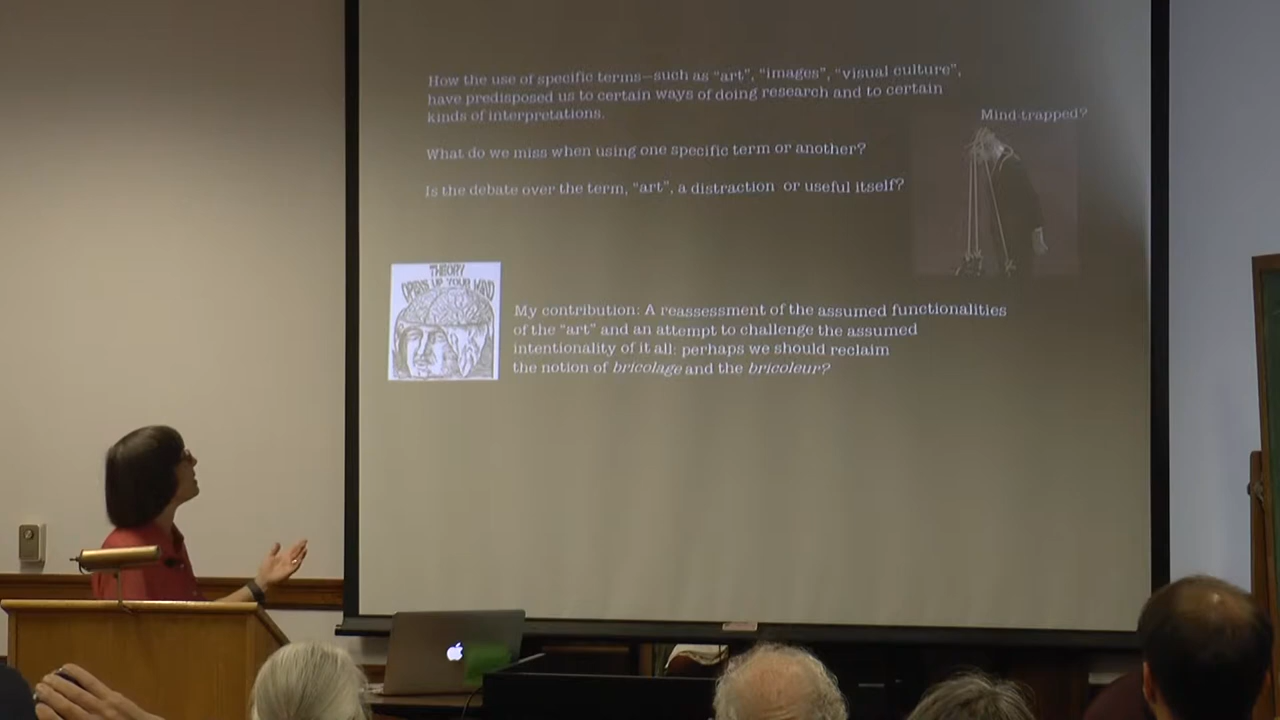 How the use of specific terms—such as "art", "images", "visual culture",
have predisposed us to certain ways of doing research and to certain
kinds of interpretations.
Mind-trapped?
What do we miss when using one specific term or another?
Is the debate over the term, "art", a distraction or useful itself?
THEORY
OPENS UP YOUR MIND
My contribution: A reassessment of the assumed functionalities
of the "art" and an attempt to challenge the assumed
intentionality of it all: perhaps we should reclaim
the notion of bricolage and the bricoleur?